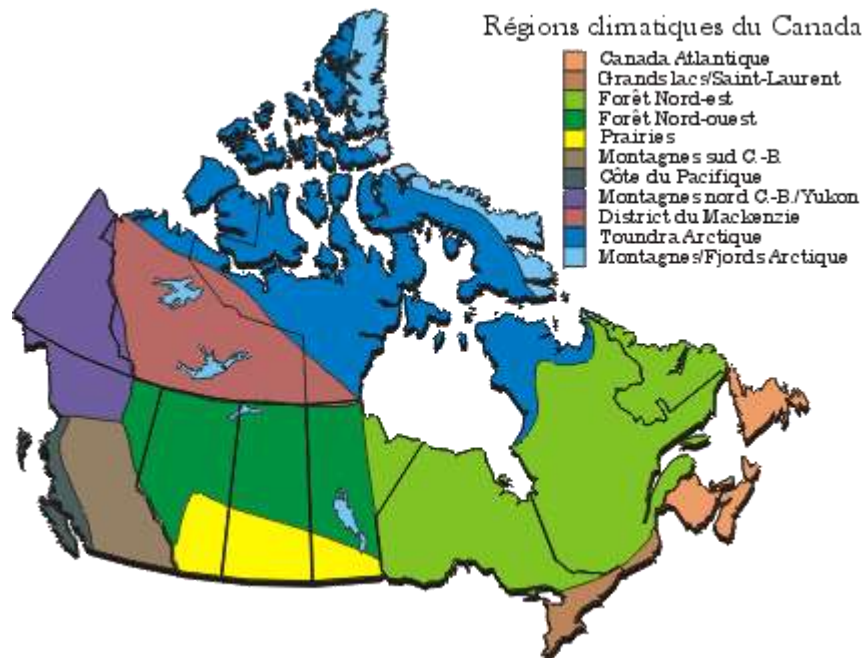 Régions climatiques du Canada
Canada Atlantique
Grands lacs/Saint-Laurent
Forêt Nord-est
Forêt Nord-ouest
Prairies
Montagnes sud C.-B.
Côte du Pacifique
Montagnes nord C.-B./Yukon
District du Mackenzie
Toundra Arctique
Montagnes/Fjords Arctique